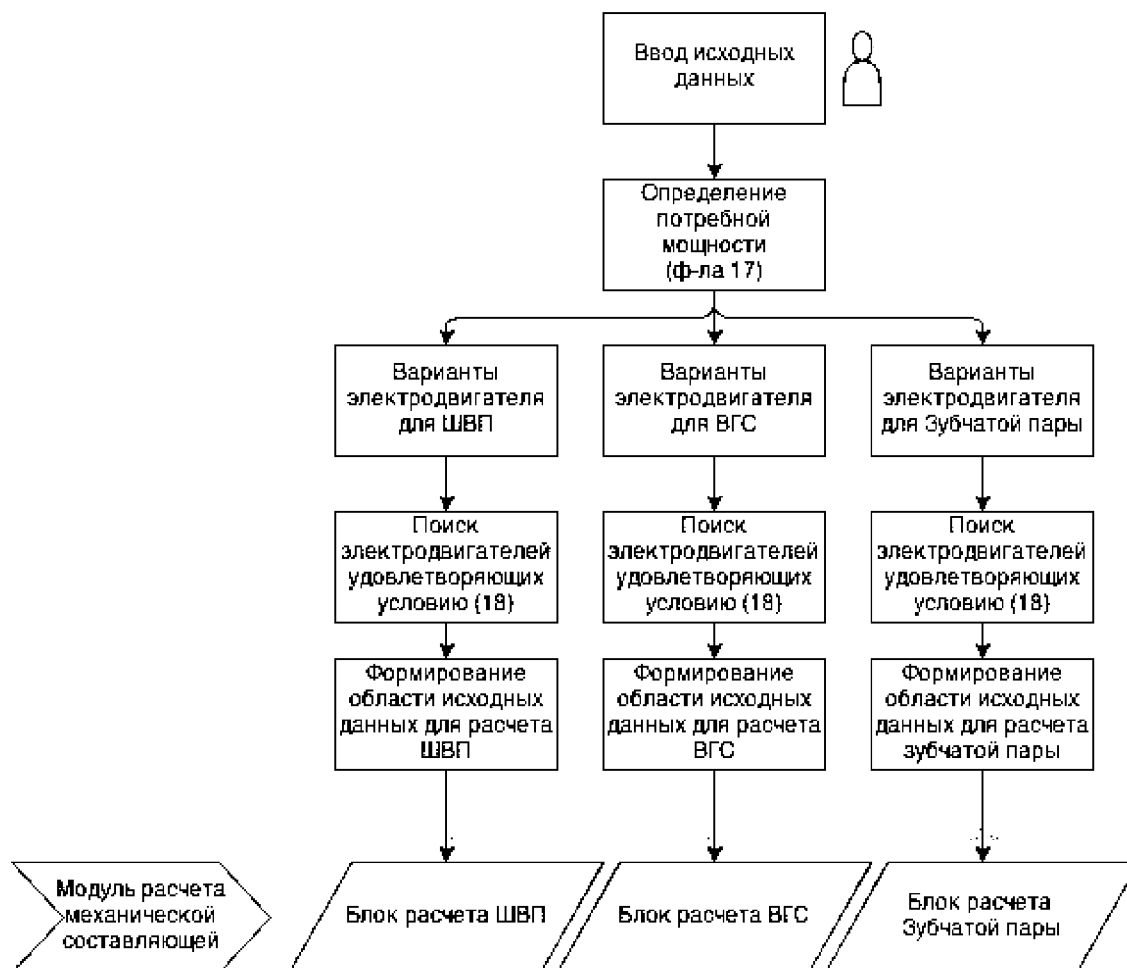 Ввод исходных
данных
Определение
потребной
мощности
(ф-ла 17)
Варианты
электродвигателя
для ШВП
Варианты
электродвигателя
для ВГС
Варианты
электродвигателя
для Зубчатой пары
Поиск
электродвигателей
удовлетворяющих
условию (18)
Поиск
электродвигателей
удовлетворяющих
условию (18)
Поиск
электродвигателей
удовлетворяющих
условию (18)
Формирование
области исходных
данных для расчета
ШВП
Формирование
области исходных
данных для расчета
ВГС
Формирование
области исходных
данных для расчета
зубчатой пары
Модуль расчета
механической
составляющей
Блок расчета ШВП
Блок расчета ВГС
Блок расчета
Зубчатой пары